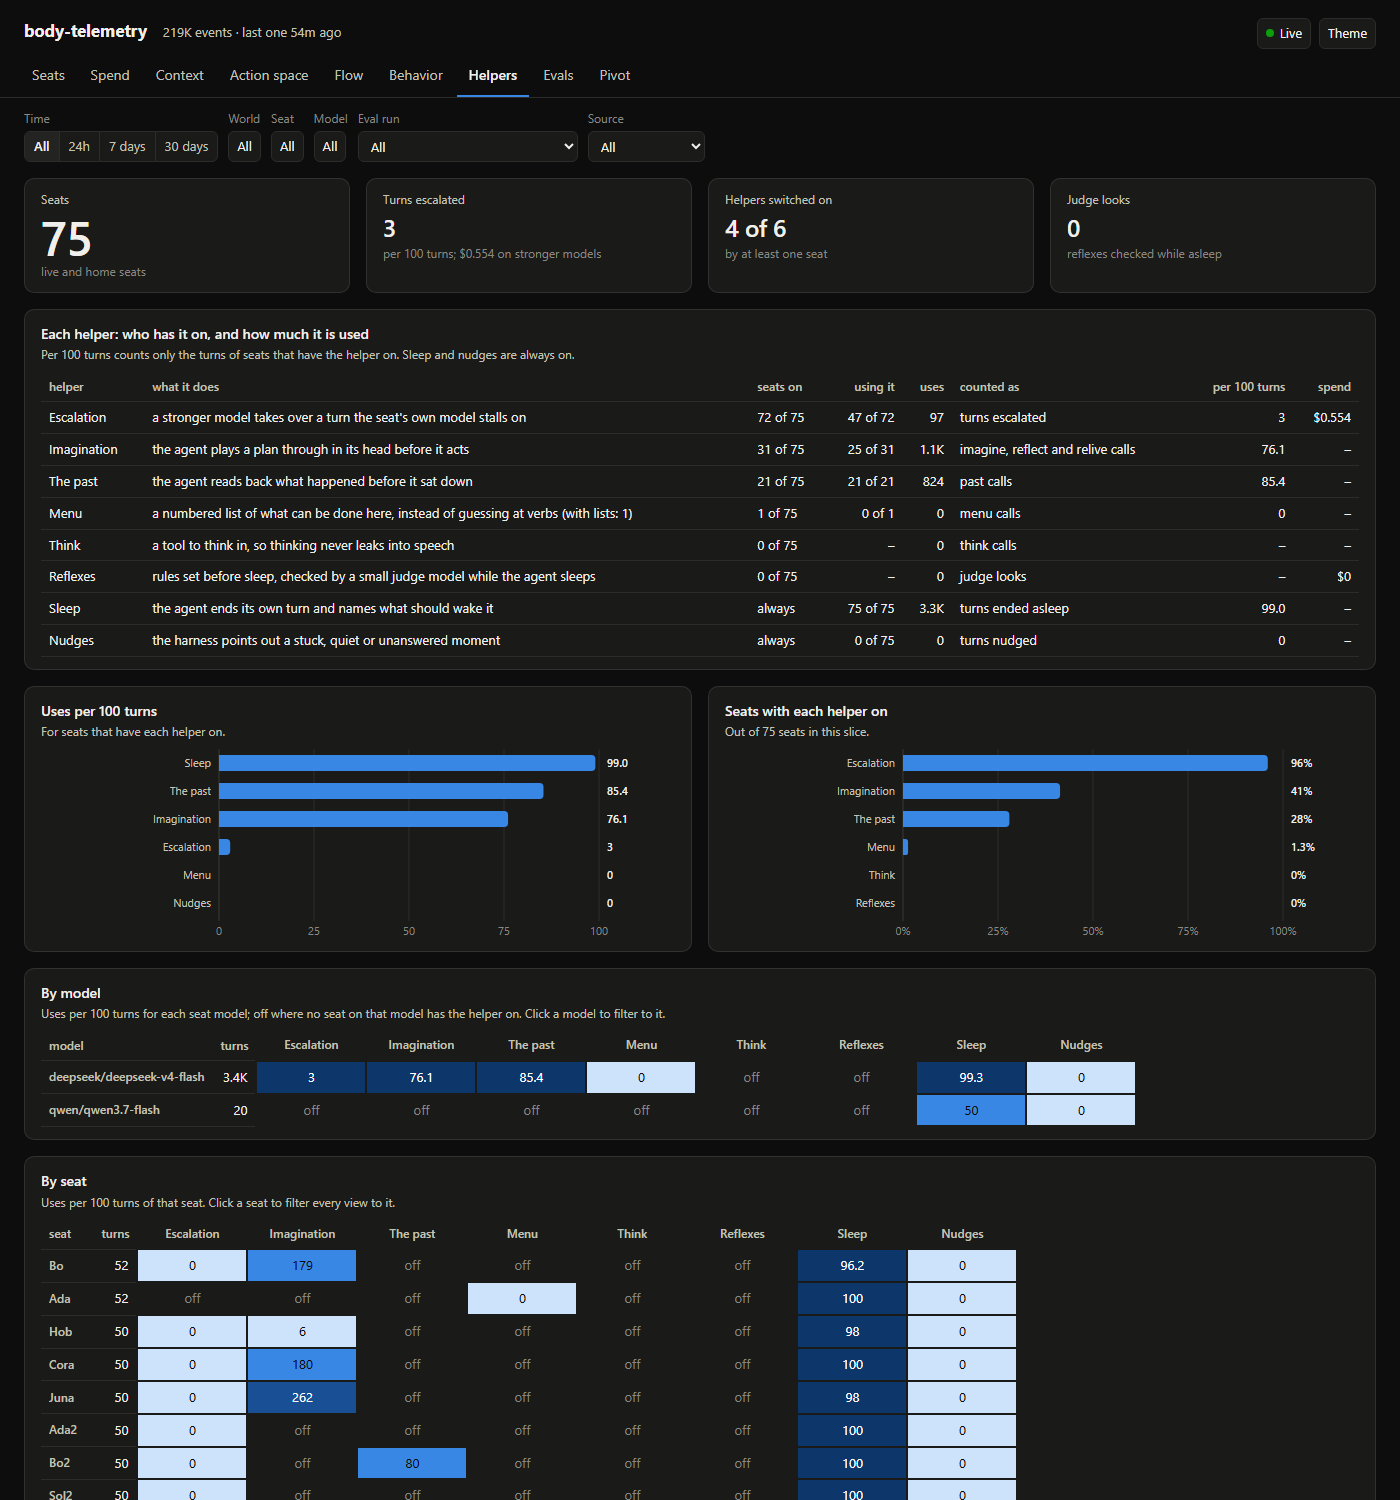 body-telemetry 219K events · last one 54m ago Live Theme
Seats Spend Context Action space Flow Behavior Helpers Evals Pivot
Time World Seat Model Eval run Source
All 24h 7 days 30 days All All All All All
Seats
75
live and home seats
Turns escalated
3
per 100 turns; $0.554 on stronger models
Helpers switched on
4 of 6
by at least one seat
Judge looks
0
reflexes checked while asleep
Each helper: who has it on, and how much it is used
Per 100 turns counts only the turns of seats that have the helper on. Sleep and nudges are always on.
helper what it does seats on using it uses counted as per 100 turns spend
Escalation a stronger model takes over a turn the seat's own model stalls on 72 of 75 47 of 72 97 turns escalated 3 $0.554
Imagination the agent plays a plan through in its head before it acts 31 of 75 25 of 31 1.1K imagine, reflect and relive calls 76.1 –
The past the agent reads back what happened before it sat down 21 of 75 21 of 21 824 past calls 85.4 –
Menu a numbered list of what can be done here, instead of guessing at verbs (with lists: 1) 1 of 75 0 of 1 0 menu calls 0 –
Think a tool to think in, so thinking never leaks into speech 0 of 75 – 0 think calls – –
Reflexes rules set before sleep, checked by a small judge model while the agent sleeps 0 of 75 – 0 judge looks – $0
Sleep the agent ends its own turn and names what should wake it always 75 of 75 3.3K turns ended asleep 99.0 –
Nudges the harness points out a stuck, quiet or unanswered moment always 0 of 75 0 turns nudged 0 –
Uses per 100 turns
For seats that have each helper on.
Sleep 99.0
The past 85.4
Imagination 76.1
Escalation 3
Menu 0
Nudges 0
0 25 50 75 100
Seats with each helper on
Out of 75 seats in this slice.
Escalation 96%
Imagination 41%
The past 28%
Menu 1.3%
Think 0%
Reflexes 0%
0% 25% 50% 75% 100%
By model
Uses per 100 turns for each seat model; off where no seat on that model has the helper on. Click a model to filter to it.
model turns Escalation Imagination The past Menu Think Reflexes Sleep Nudges
deepseek/deepseek-v4-flash 3.4K 3 76.1 85.4 0 off off 99.3 0
qwen/qwen3.7-flash 20 off off off off off off 50 0
By seat
Uses per 100 turns of that seat. Click a seat to filter every view to it.
seat turns Escalation Imagination The past Menu Think Reflexes Sleep Nudges
Bo 52 0 179 off off off off 96.2 0
Ada 52 off off off 0 off off 100 0
Hob 50 0 6 off off off off 98 0
Cora 50 0 180 off off off off 100 0
Juna 50 0 262 off off off off 98 0
Ada2 50 0 off off off off off 100 0
Bo2 50 0 off 80 off off off 100 0
Sol2 50 0 off off off off off 100 0